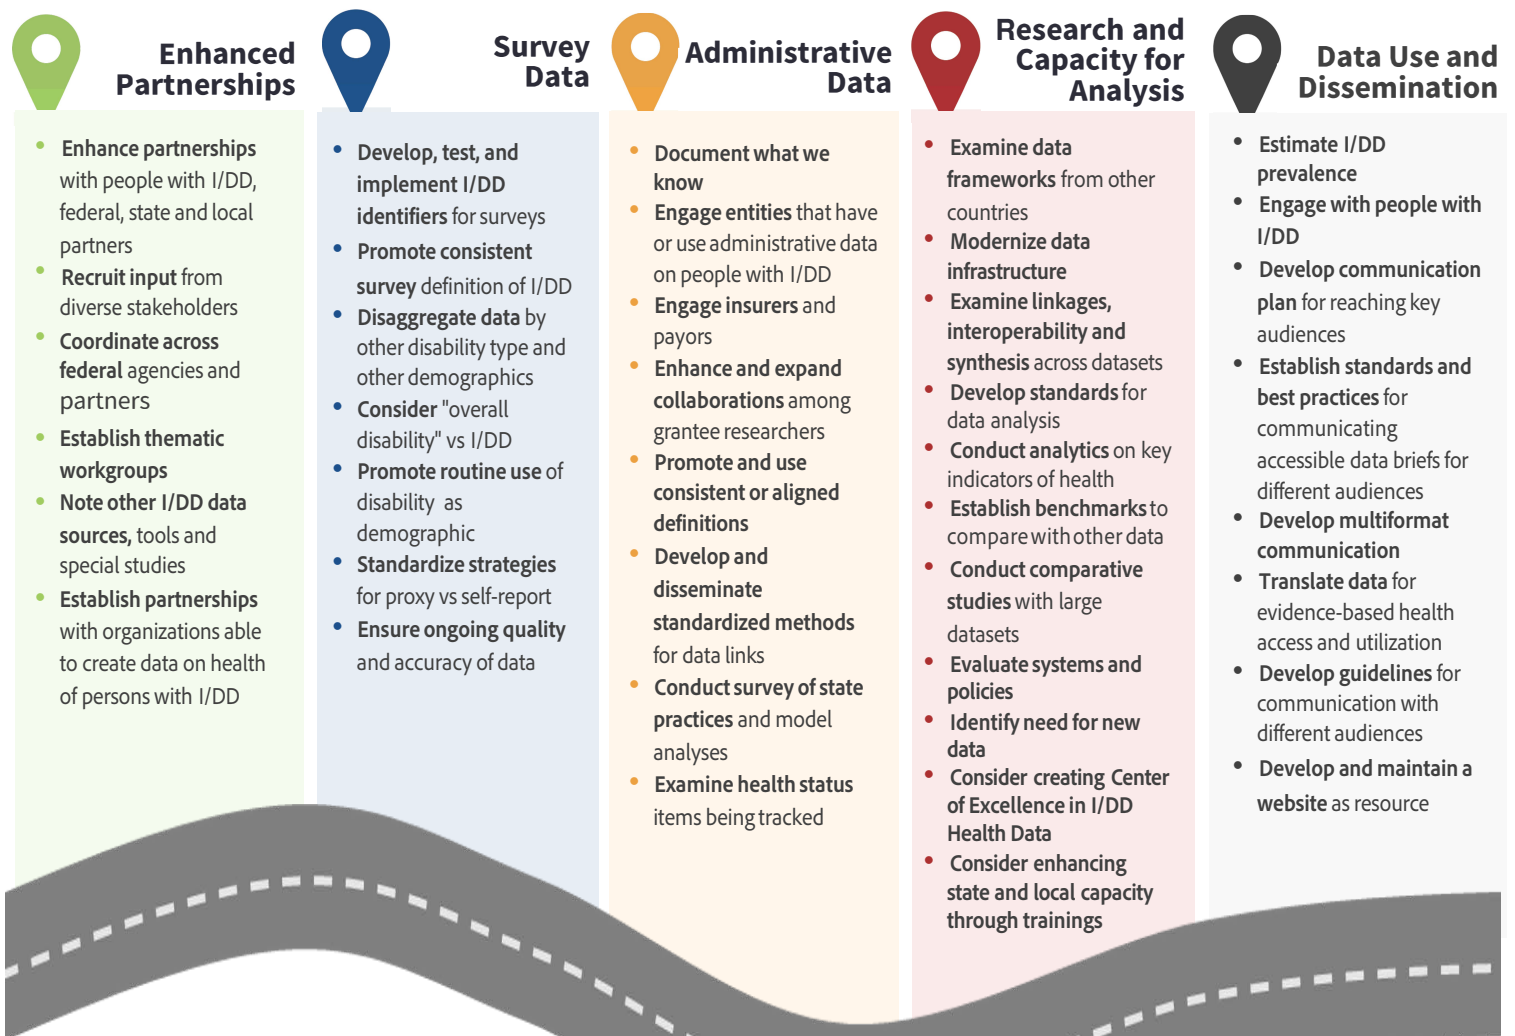 Enhanced
Partnerships
• Enhance partnerships
with people with I/DD,
federal, state and local
partners
• Recruit input from
diverse stakeholders
• Coordinate across
federal agencies and
partners
• Establish thematic
workgroups
• Note other I/DD data
sources, tools and
special studies
• Establish partnerships
with organizations able
to create data on health
of persons with I/DD
Survey
Data
• Develop, test, and
implement I/DD
identifiers for surveys
• Promote consistent
survey definition of I/DD
• Disaggregate data by
other disability type and
other demographics
• Consider "overall
disability" vs I/DD
• Promote routine use of
disability as
demographic
• Standardize strategies
for proxy vs self-report
• Ensure ongoing quality
and accuracy of data
Administrative
Data
• Document what we
know
• Engage entities that have
or use administrative data
on people with I/DD
• Engage insurers and
payors
• Enhance and expand
collaborations among
grantee researchers
• Promote and use
consistent or aligned
definitions
• Develop and
disseminate
standardized methods
for data links
• Conduct survey of state
practices and model
analyses
• Examine health status
items being tracked
Research and
Capacity for
Analysis
• Examine data
frameworks from other
countries
• Modernize data
infrastructure
• Examine linkages,
interoperability and
synthesis across datasets
• Develop standards for
data analysis
• Conduct analytics on key
indicators of health
• Establish benchmarks to
compare with other data
• Conduct comparative
studies with large
datasets
• Evaluate systems and
policies
• Identify need for new
data
• Consider creating Center
of Excellence in I/DD
Health Data
• Consider enhancing
state and local capacity
through trainings
Data Use and
Dissemination
• Estimate I/DD
prevalence
• Engage with people with
I/DD
• Develop communication
plan for reaching key
audiences
• Establish standards and
best practices for
communicating
accessible data briefs for
different audiences
• Develop multiformat
communication
• Translate data for
evidence-based health
access and utilization
• Develop guidelines for
communication with
different audiences
• Develop and maintain a
website as resource